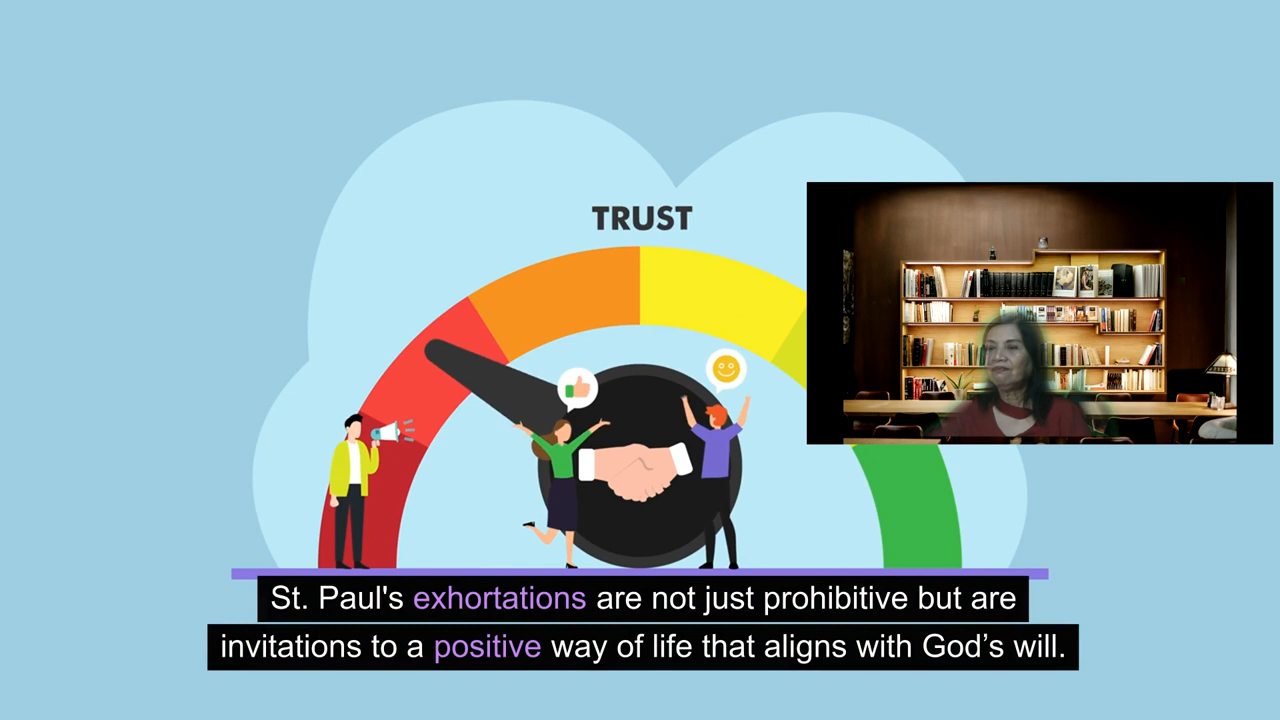 TRUST
St. Paul's exhortations are not just prohibitive but are
invitations to a positive way of life that aligns with God’s will.